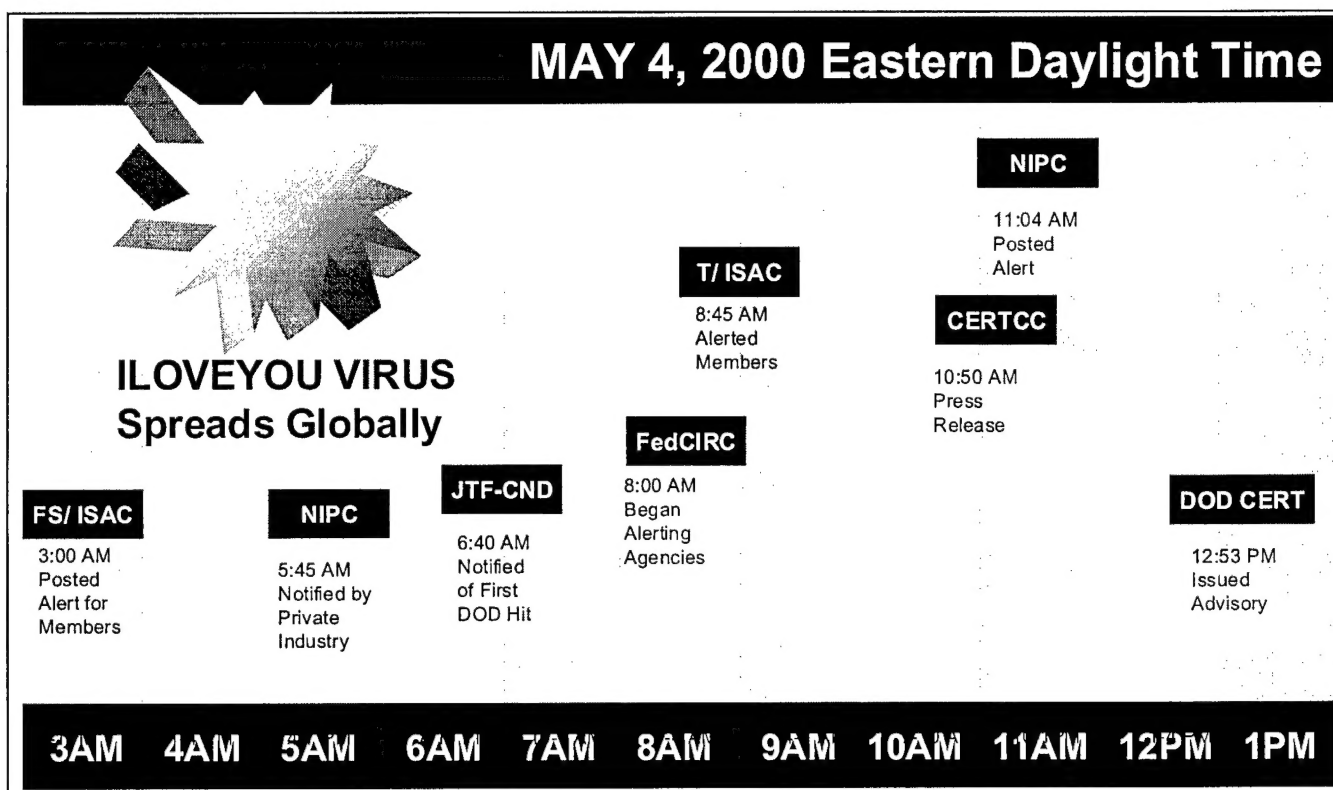 MAY 4, 2000 Eastern Daylight Time
ILOVEYOU VIRUS
Spreads Globally
FS/ ISAC
3:00 AM
Posted
Alert for
Members
NIPC
5:45 AM
Notified by
Private
Industry
JTF-CND
6:40 AM
Notified
of First
DOD Hit
FedCIRC
8:00 AM
Began
Alerting
Agencies
T/ ISAC
8:45 AM
Alerted
Members
CERTCC
10:50 AM
Press
Release
NIPC
11:04 AM
Posted
Alert
DOD CERT
12:53 PM
Issued
Advisory
3AM 4AM 5AM 6AM 7AM 8AM 9AM 10AM 11AM 12PM 1PM